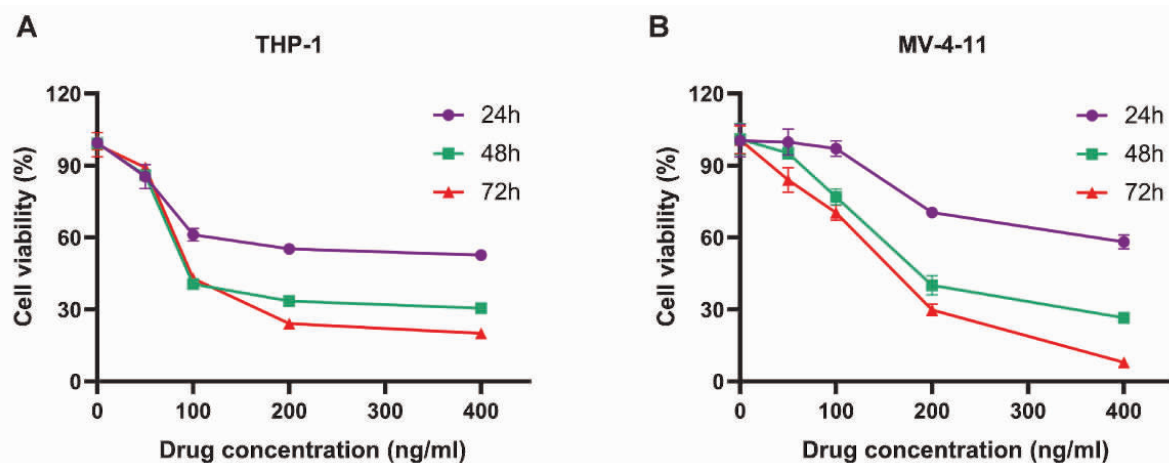 A
THP-1
Cell viability (%)
120
90
60
30
0
24h
48h
72h
0 100 200 300 400
Drug concentration (ng/ml)
B
MV-4-11
Cell viability (%)
120
90
60
30
0
24h
48h
72h
0 100 200 300 400
Drug concentration (ng/ml)